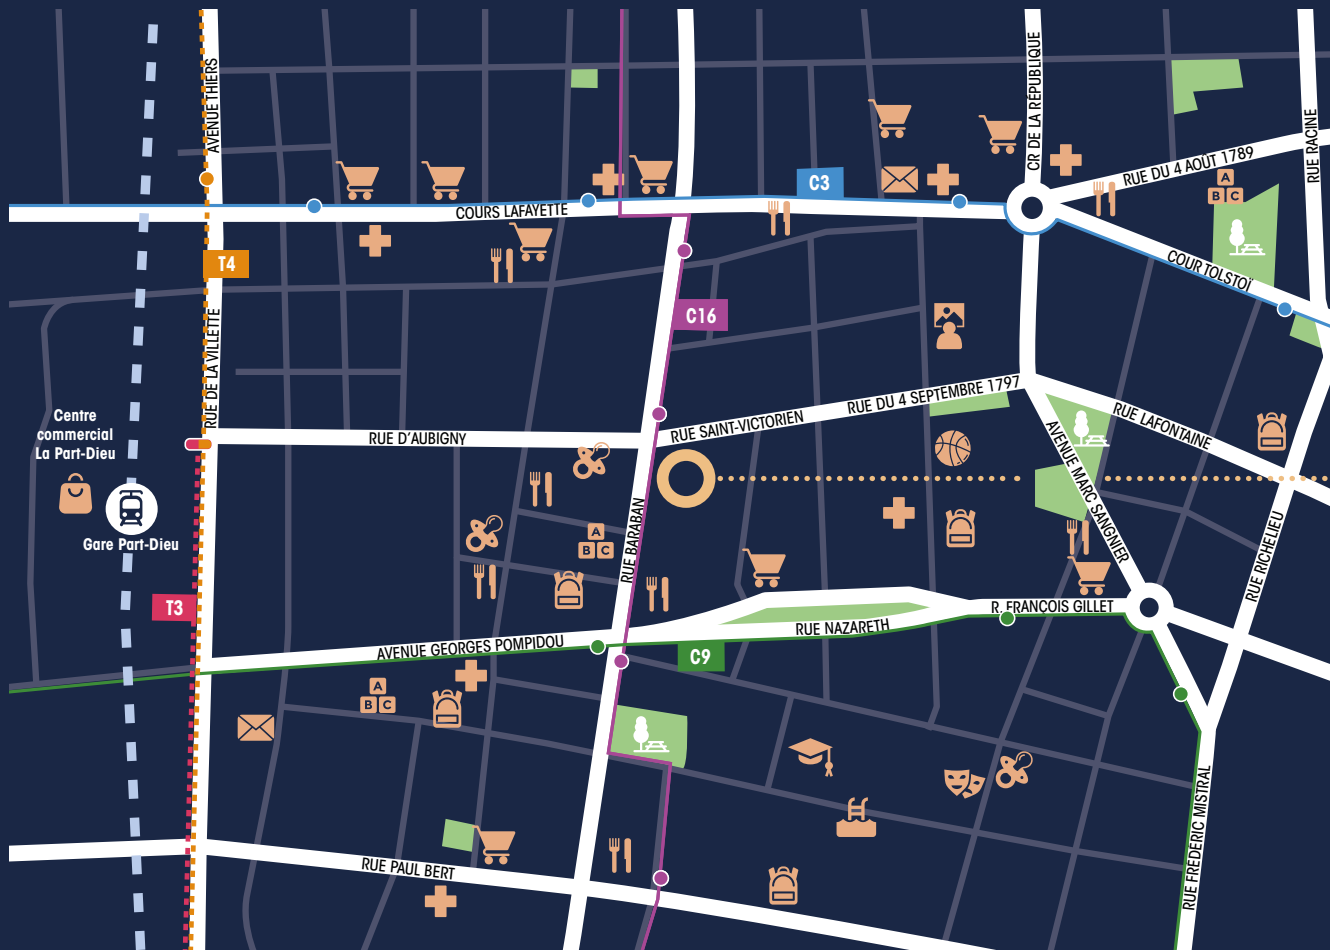 AVENUE THIERS
CR DE LA RÉPUBLIQUE
RUE RACINE
RUE DU 4 AOUT 1789
C3
A
B C
COURS LAFAYETTE
T4
COUR TOLSTOÏ
C16
RUE DE LA VILLETTE
RUE DU 4 SEPTEMBRE 1797
RUE SAINT-VICTORIEN
RUE LAFONTAINE
Centre
commercial
La Part-Dieu
RUE D'AUBIGNY
AVENUE MARC SANGNIER
Gare Part-Dieu
RUE BARABAN
A
B C
RUE RICHELIEU
T3
R. FRANÇOIS GILLET
RUE NAZARETH
AVENUE GEORGES POMPIDOU
C9
A
B C
RUE FRÉDERIC MISTRAL
RUE PAUL BERT